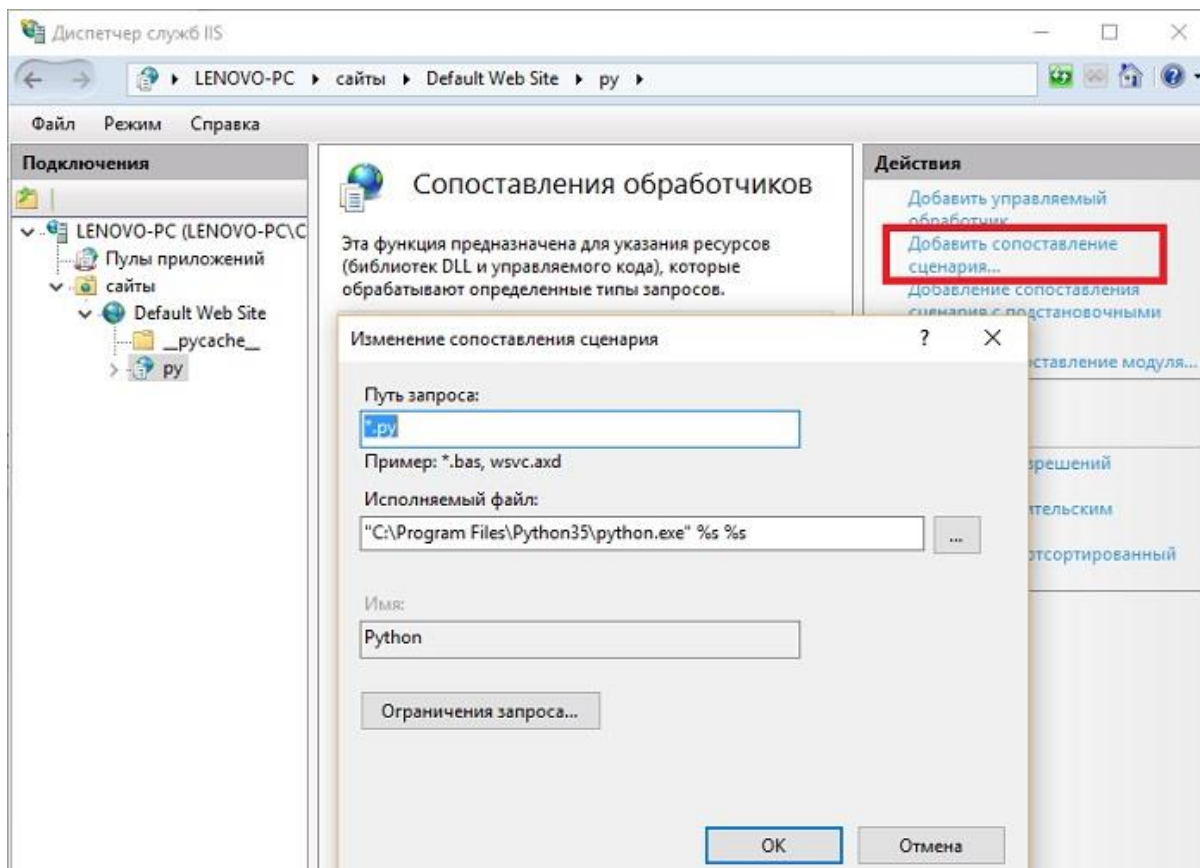 Диспетчер служб IIS
LENOVO-PC сайты Default Web Site py
Файл Режим Справка
Подключения
LENOVO-PC (LENOVO-PC\C
Пулы приложений
сайты
Default Web Site
__pycache__
py
Сопоставления обработчиков
Эта функция предназначена для указания ресурсов
(библиотек DLL и управляемого кода), которые
обрабатывают определенные типы запросов.
Действия
Добавить управляемый
обработчик...
Добавить сопоставление
сценария...
Добавление сопоставления
сценария с подстановочными
ставление модуля...
зрешений
ительским
отсортированный
Изменение сопоставления сценария
?
Путь запроса:
*.py
Пример: *.bas, wsvc.axd
Исполняемый файл:
"C:\Program Files\Python35\python.exe" %s %s
...
Имя:
Python
Ограничения запроса...
ОК Отмена